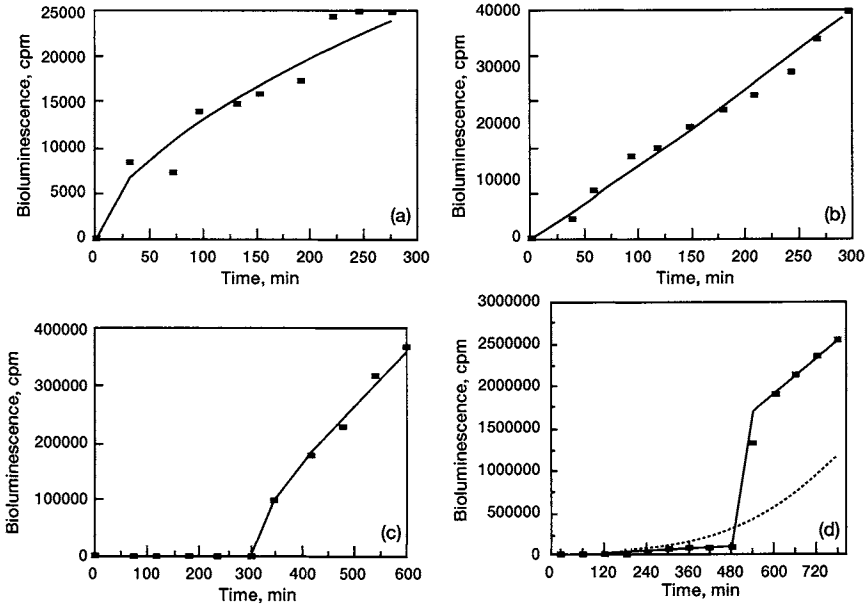 Bioluminescence, cpm
25000
20000
15000
10000
5000
0
0 50 100 150 200 250 300
Time, min
(a)
Bioluminescence, cpm
40000
30000
20000
10000
0
0 50 100 150 200 250 300
Time, min
(b)
Bioluminescence, cpm
400000
300000
200000
100000
0
0 100 200 300 400 500 600
Time, min
(c)
Bioluminescence, cpm
3000000
2500000
2000000
1500000
1000000
500000
0
0 120 240 360 480 600 720
Time, min
(d)